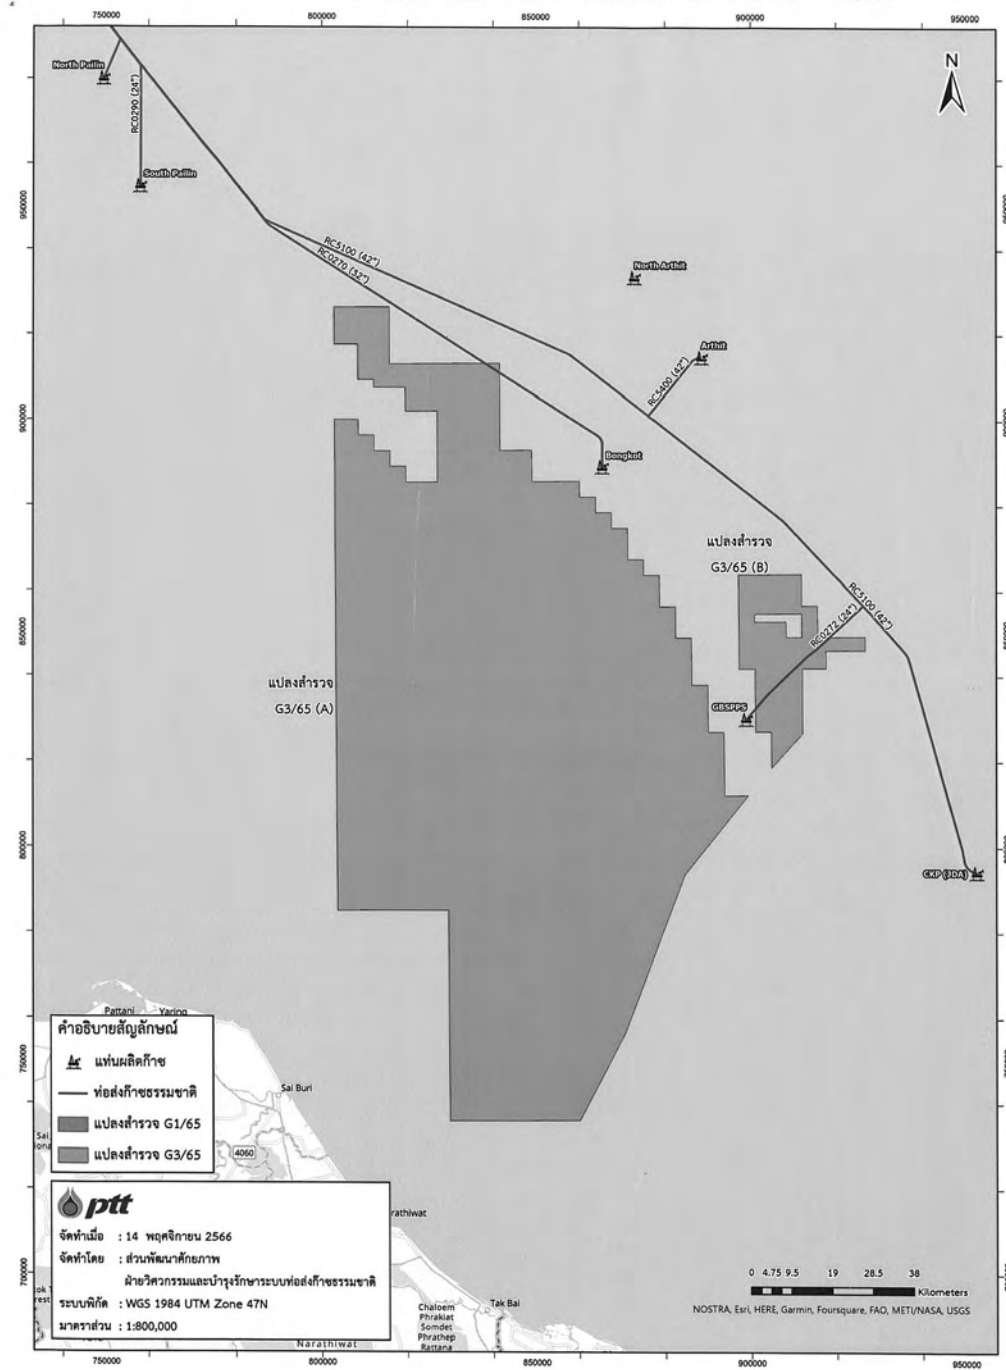 750000 800000 850000 900000 950000
N
North Pailin
RC0290 (24")
South Pailin
950000
RC5100 (42")
RC0270 (32")
North Arthit
Arthit
RC5400 (42")
900000
Bongkot
แปลงสำรวจ
G3/65 (B)
850000
RC5100 (42")
RC0272 (24")
แปลงสำรวจ
G3/65 (A)
GBSPPS
800000
CKP (JDA)
Pattani Yaring
คำอธิบายสัญลักษณ์
แท่นผลิตก๊าซ
ท่อส่งก๊าซธรรมชาติ
แปลงสำรวจ G1/65
แปลงสำรวจ G3/65
750000
Sai Buri
4060
ptt
จัดทำเมื่อ : 14 พฤศจิกายน 2566
จัดทำโดย : ส่วนพัฒนาศักยภาพ
ฝ่ายวิศวกรรมและบำรุงรักษาระบบท่อส่งก๊าซธรรมชาติ
ระบบพิกัด : WGS 1984 UTM Zone 47N
มาตราส่วน : 1:800,000
rathiwat
700000
0 4.75 9.5 19 28.5 38
Kilometers
NOSTRA, Esri, HERE, Garmin, Foursquare, FAO, METI/NASA, USGS
Chaloem
Phrakiat
Somdet
Phrathep
Rattana
Tak Bai
Narathiwat
750000 800000 850000 900000 950000